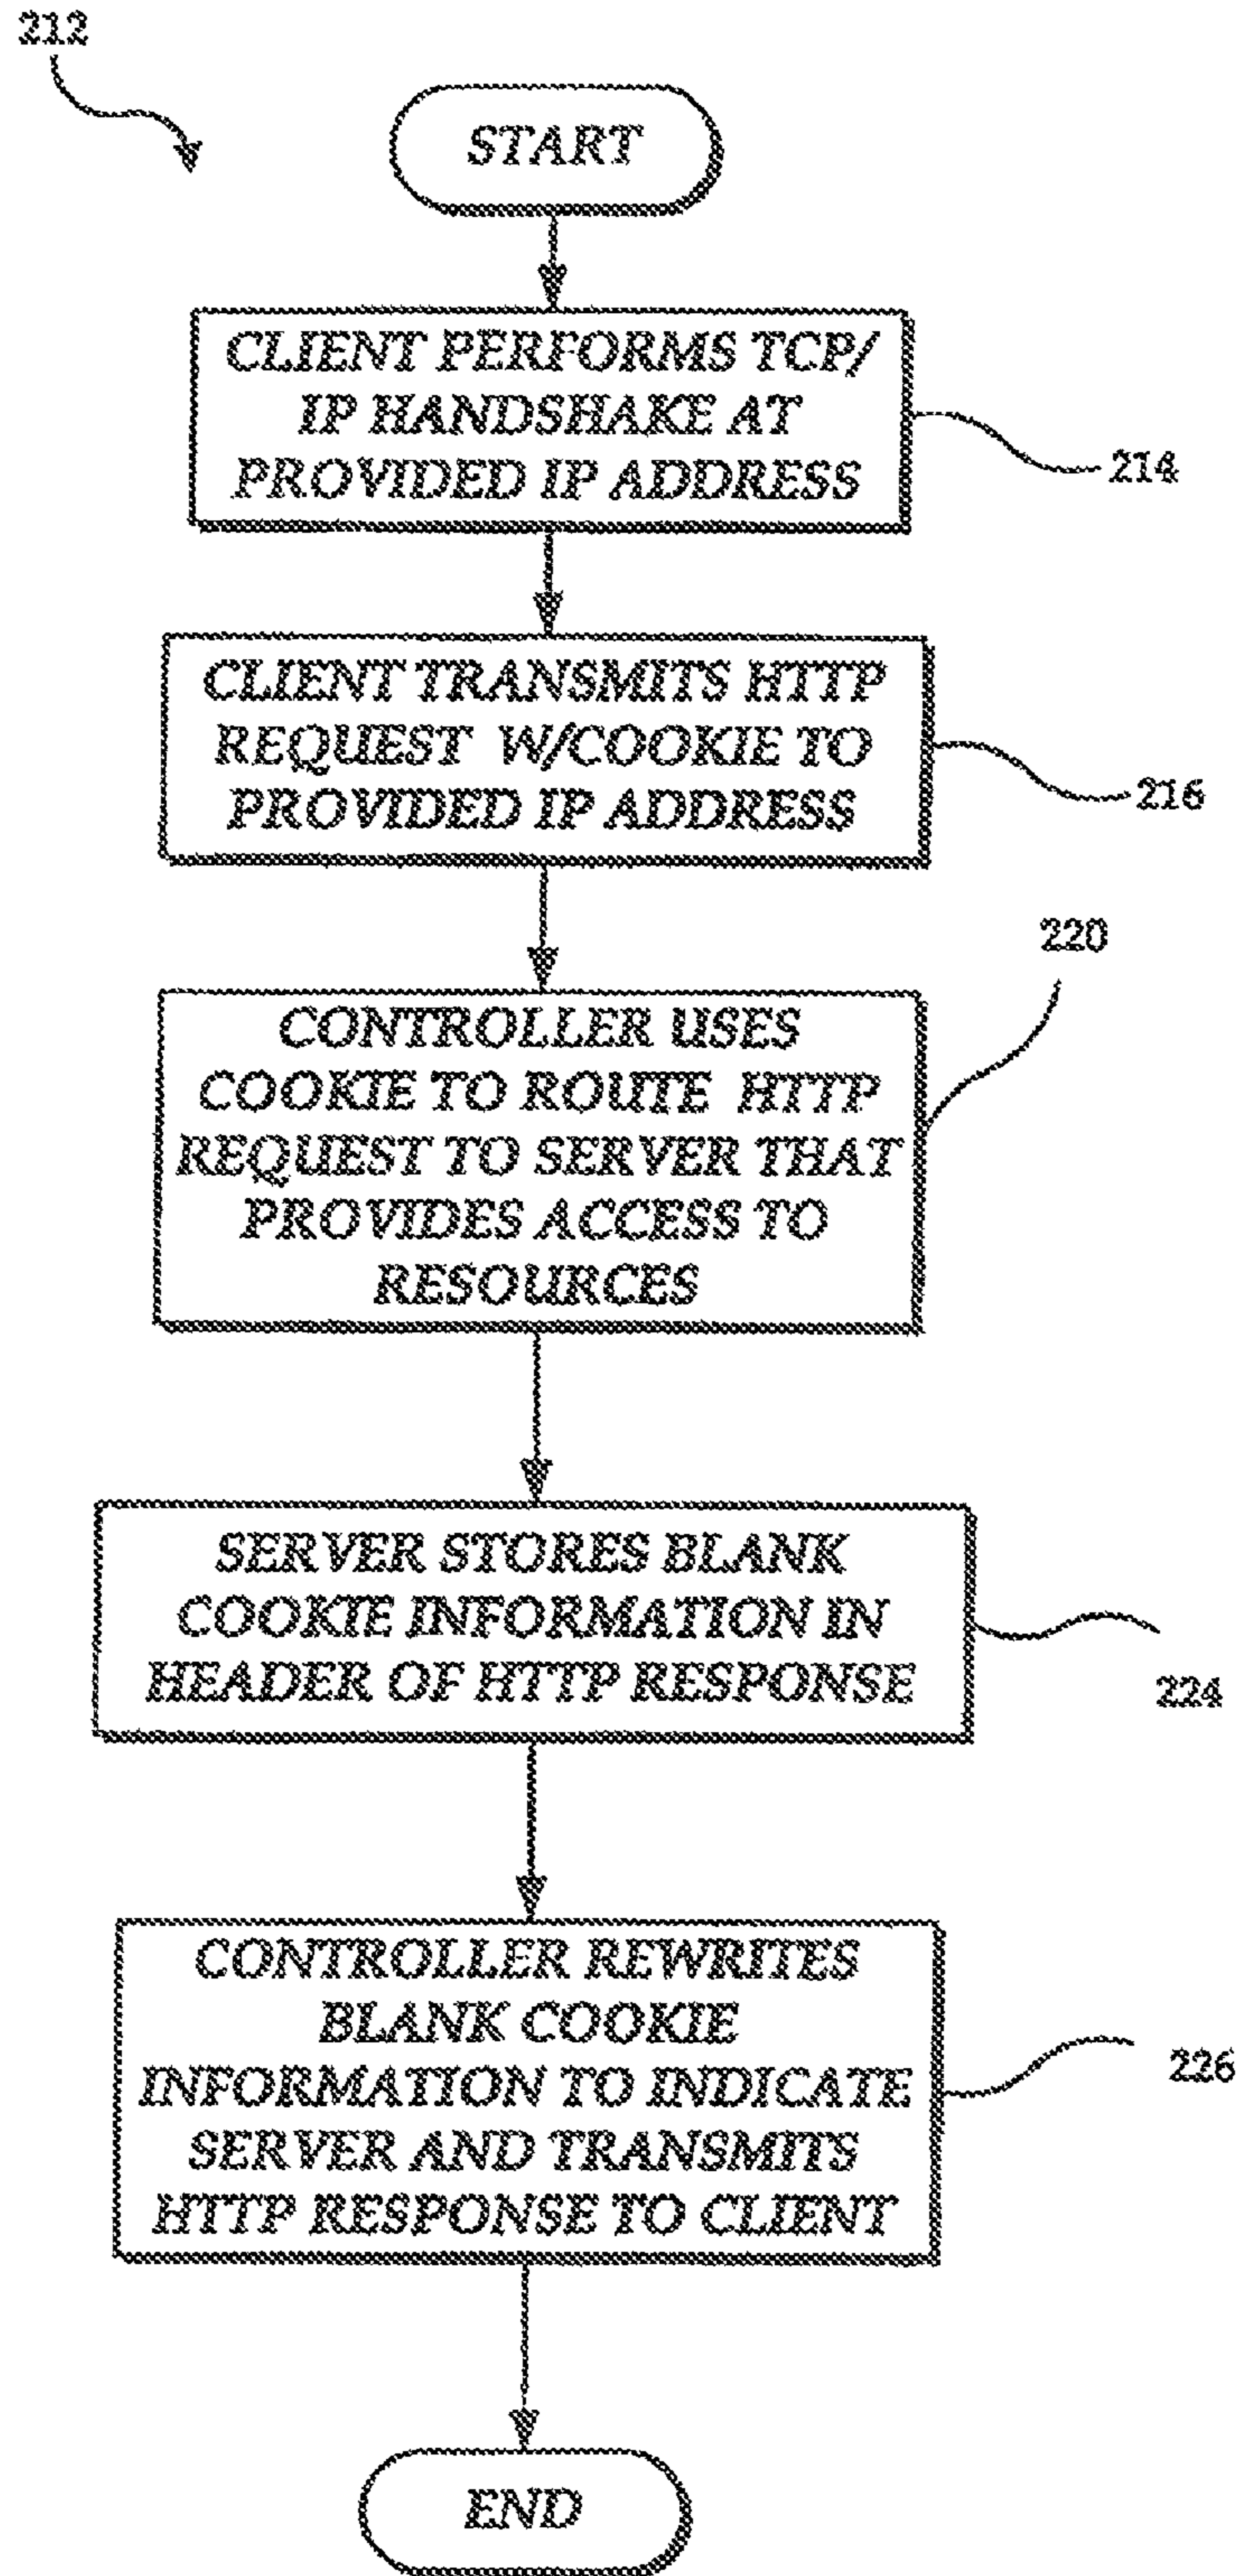 212
START
CLIENT PERFORMS TCP/
IP HANDSHAKE AT
PROVIDED IP ADDRESS
214
CLIENT TRANSMITS HTTP
REQUEST W/COOKIE TO
PROVIDED IP ADDRESS
216
220
CONTROLLER USES
COOKIE TO ROUTE HTTP
REQUEST TO SERVER THAT
PROVIDES ACCESS TO
RESOURCES
SERVER STORES BLANK
COOKIE INFORMATION IN
HEADER OF HTTP RESPONSE
224
CONTROLLER REWRITES
BLANK COOKIE
INFORMATION TO INDICATE
SERVER AND TRANSMITS
HTTP RESPONSE TO CLIENT
226
END